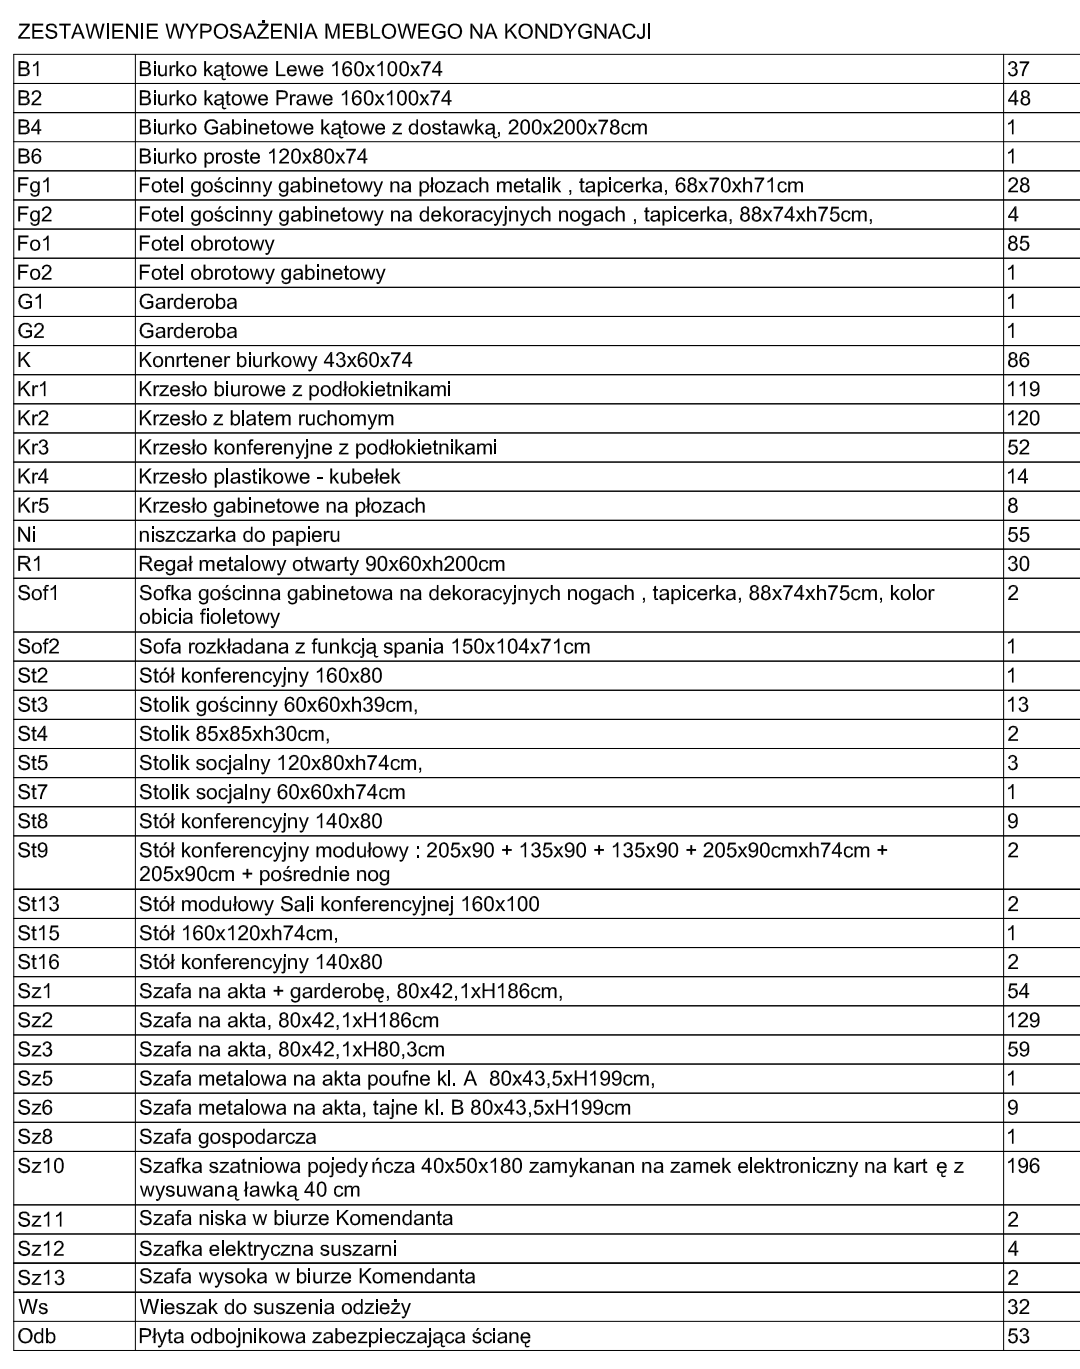 ZESTAWIENIE WYPOSAŻENIA MEBLOWEGO NA KONDYGNACJI
B1 Biurko kątowe Lewe 160x100x74 37
B2 Biurko kątowe Prawe 160x100x74 48
B4 Biurko Gabinetowe kątowe z dostawką, 200x200x78cm 1
B6 Biurko proste 120x80x74 1
Fg1 Fotel gościnny gabinetowy na płozach metalik , tapicerka, 68x70xh71cm 28
Fg2 Fotel gościnny gabinetowy na dekoracyjnych nogach , tapicerka, 88x74xh75cm, 4
Fo1 Fotel obrotowy 85
Fo2 Fotel obrotowy gabinetowy 1
G1 Garderoba 1
G2 Garderoba 1
K Konrtener biurkowy 43x60x74 86
Kr1 Krzesło biurowe z podłokietnikami 119
Kr2 Krzesło z blatem ruchomym 120
Kr3 Krzesło konferenyjne z podłokietnikami 52
Kr4 Krzesło plastikowe - kubełek 14
Kr5 Krzesło gabinetowe na płozach 8
Ni niszczarka do papieru 55
R1 Regał metalowy otwarty 90x60xh200cm 30
Sof1 Sofka gościnna gabinetowa na dekoracyjnych nogach , tapicerka, 88x74xh75cm, kolor 2
obicia fioletowy
Sof2 Sofa rozkładana z funkcją spania 150x104x71cm 1
St2 Stół konferencyjny 160x80 1
St3 Stolik gościnny 60x60xh39cm, 13
St4 Stolik 85x85xh30cm, 2
St5 Stolik socjalny 120x80xh74cm, 3
St7 Stolik socjalny 60x60xh74cm 1
St8 Stół konferencyjny 140x80 9
St9 Stół konferencyjny modułowy : 205x90 + 135x90 + 135x90 + 205x90cmxh74cm + 2
205x90cm + pośrednie nog
St13 Stół modułowy Sali konferencyjnej 160x100 2
St15 Stół 160x120xh74cm, 1
St16 Stół konferencyjny 140x80 2
Sz1 Szafa na akta + garderobę, 80x42,1xH186cm, 54
Sz2 Szafa na akta, 80x42,1xH186cm 129
Sz3 Szafa na akta, 80x42,1xH80,3cm 59
Sz5 Szafa metalowa na akta poufne kl. A 80x43,5xH199cm, 1
Sz6 Szafa metalowa na akta, tajne kl. B 80x43,5xH199cm 9
Sz8 Szafa gospodarcza 1
Sz10 Szafka szatniowa pojedyńcza 40x50x180 zamykanan na zamek elektroniczny na kart ę z 196
wysuwaną ławką 40 cm
Sz11 Szafa niska w biurze Komendanta 2
Sz12 Szafka elektryczna suszarni 4
Sz13 Szafa wysoka w biurze Komendanta 2
Ws Wieszak do suszenia odzieży 32
Odb Płyta odbojnikowa zabezpieczająca ścianę 53